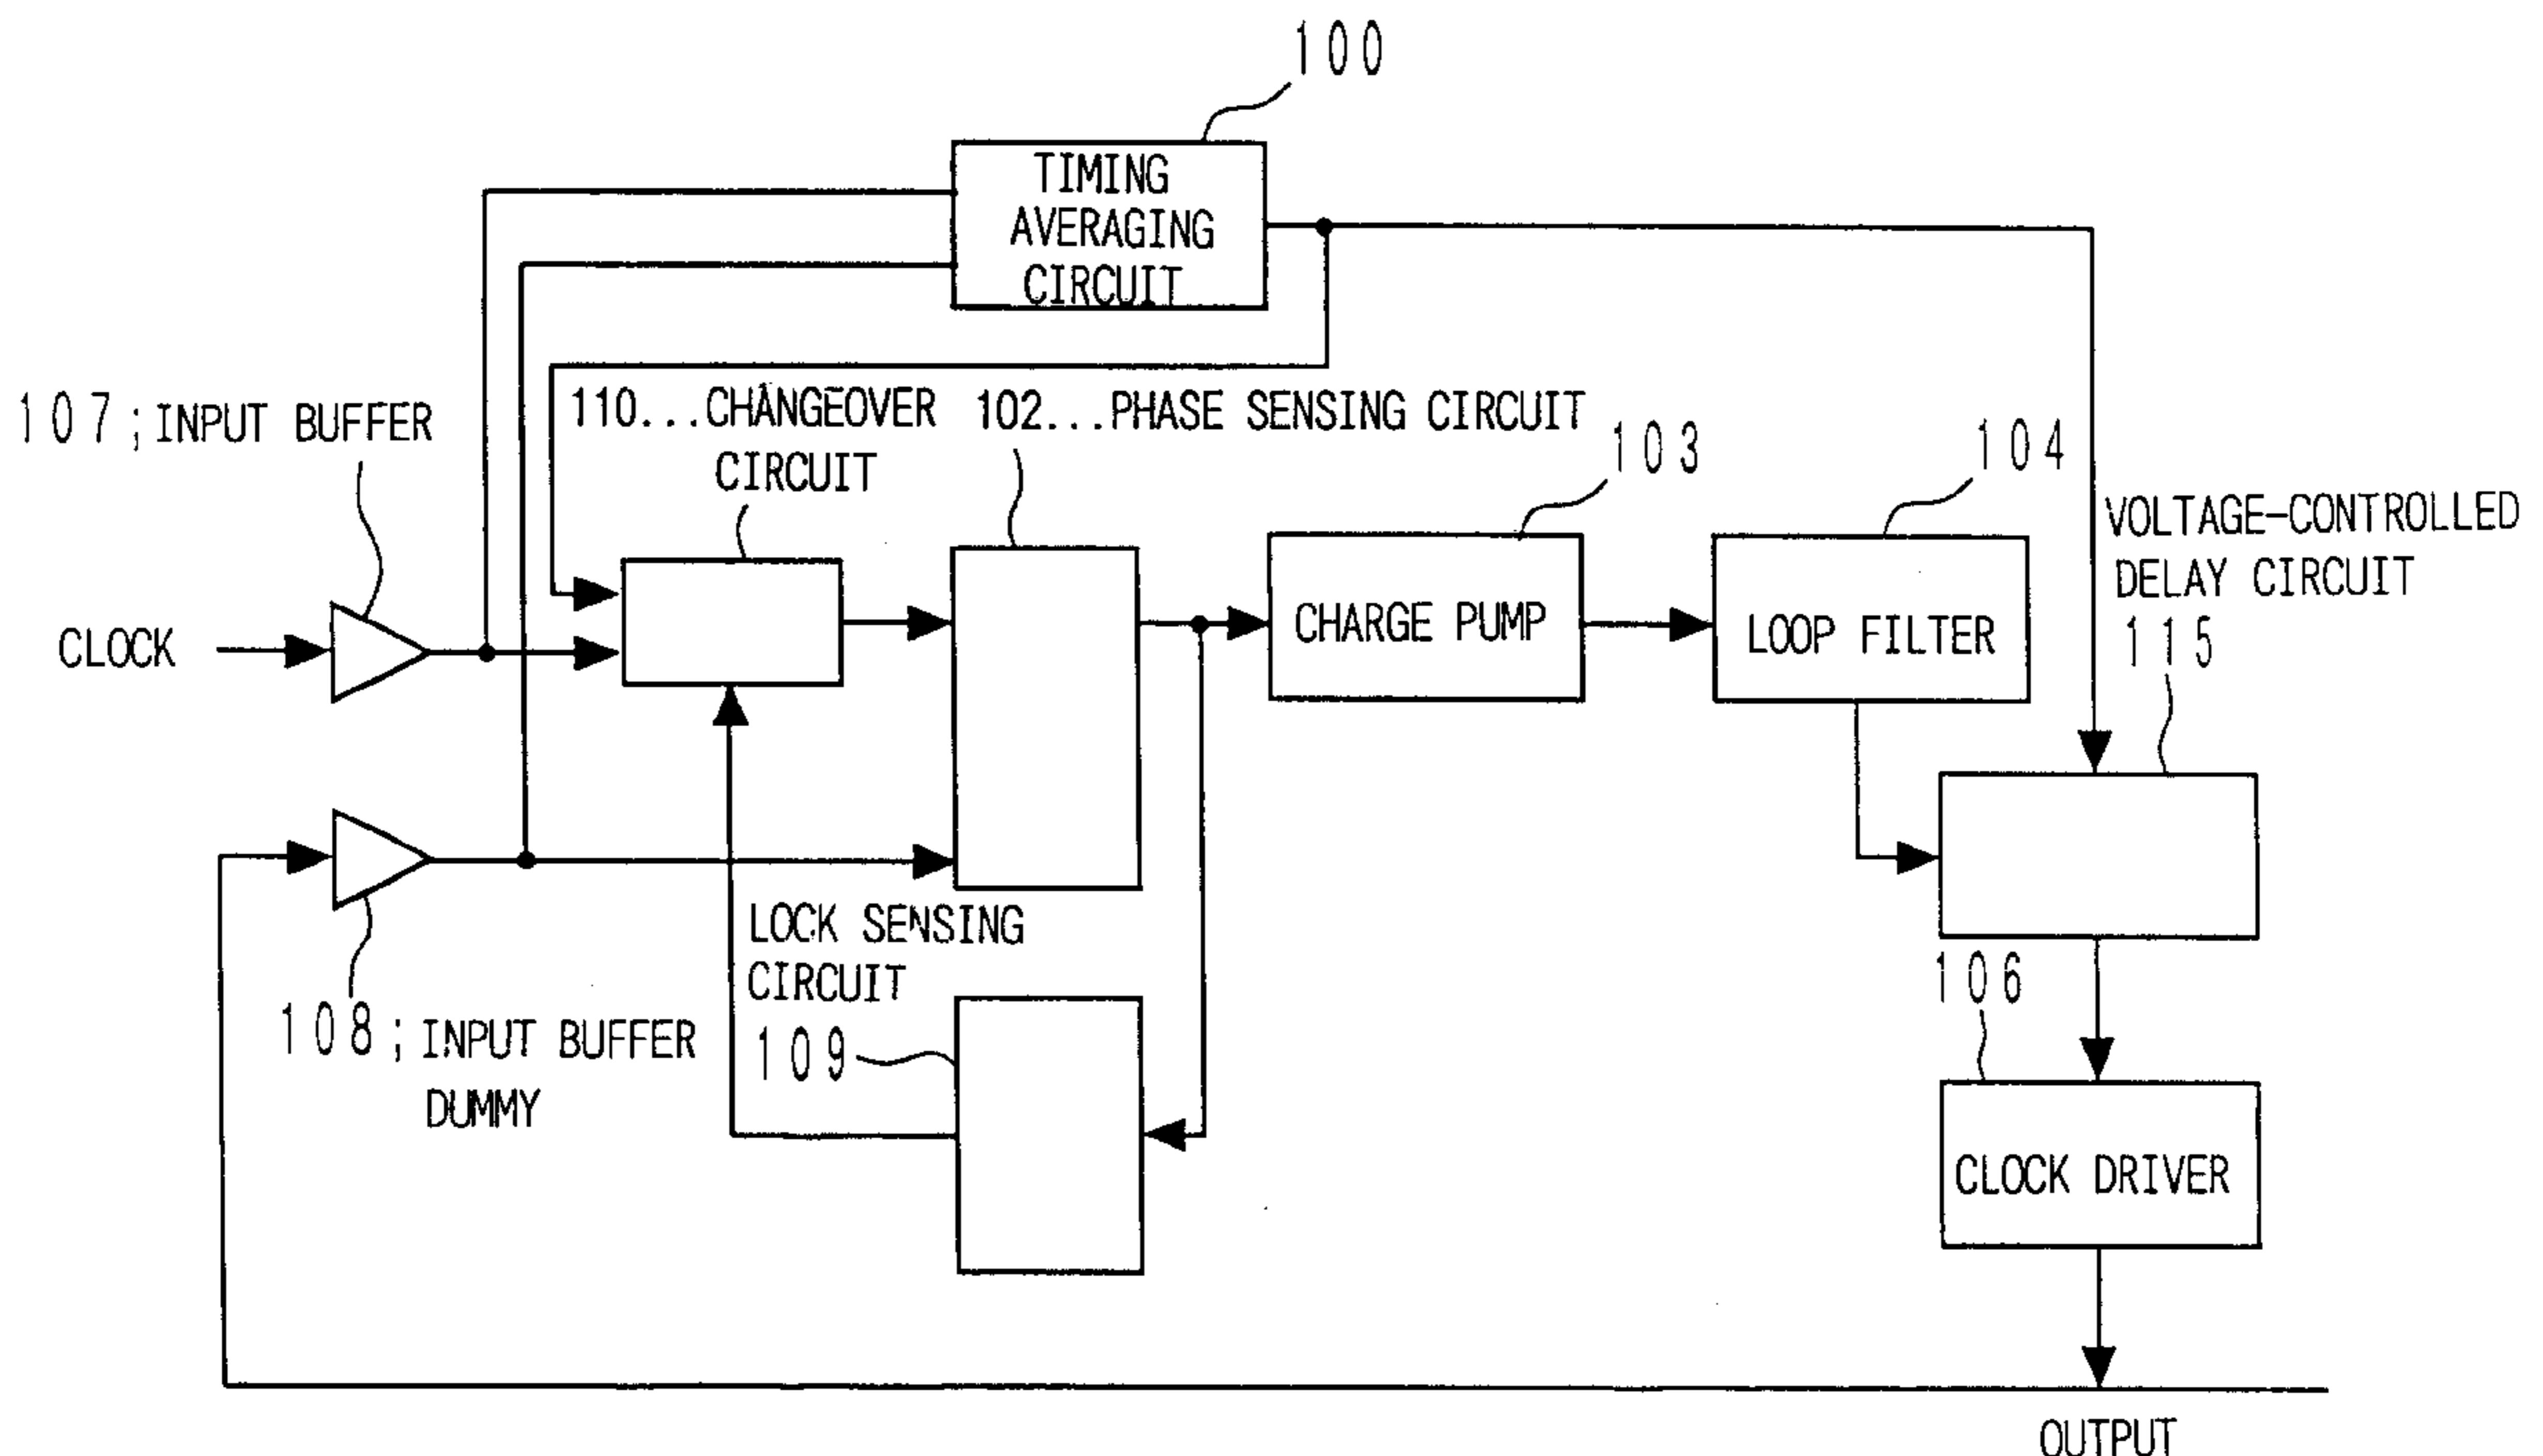 100
TIMING
AVERAGING
CIRCUIT
107;INPUT BUFFER
110...CHANGEOVER
CIRCUIT
102...PHASE SENSING CIRCUIT
103
104
VOLTAGE-CONTROLLED
DELAY CIRCUIT
115
CLOCK
CHARGE PUMP
LOOP FILTER
LOCK SENSING
CIRCUIT
109
108;INPUT BUFFER
DUMMY
106
CLOCK DRIVER
OUTPUT